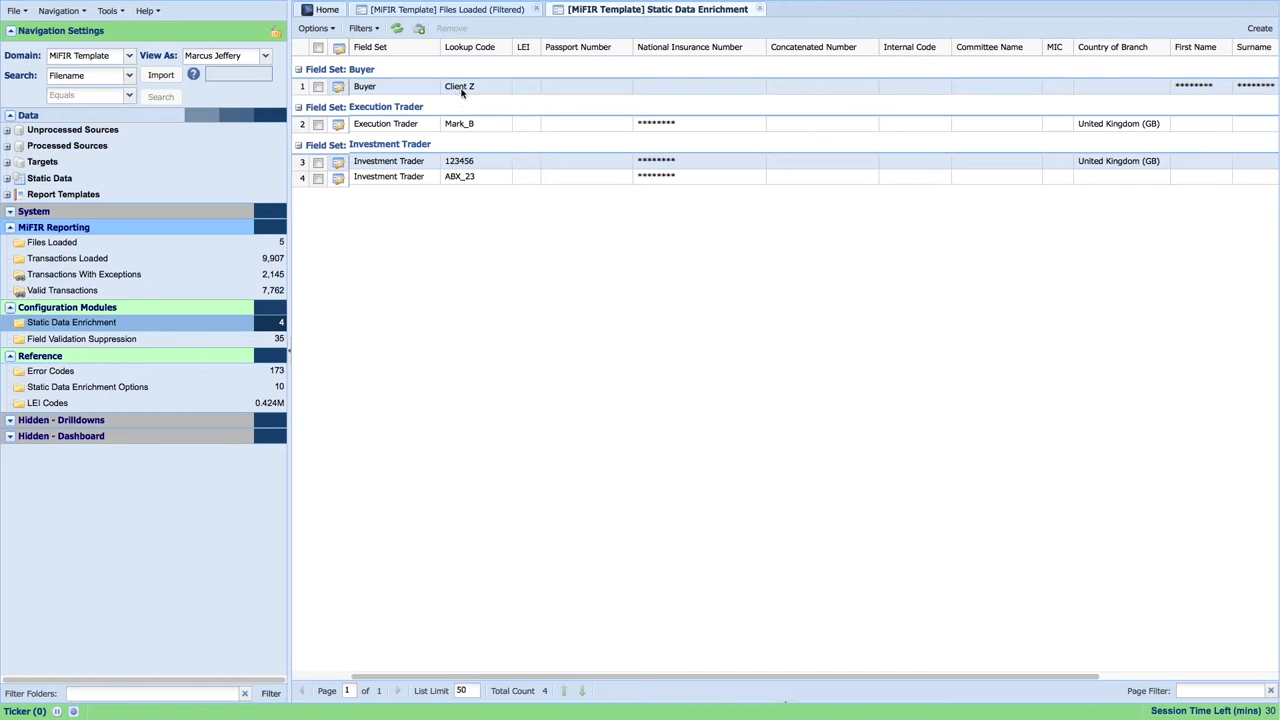 File Navigation Tools Help
Home [MiFIR Template] Files Loaded (Filtered) [MiFIR Template] Static Data Enrichment
Navigation Settings
Options Filters Remove Create
Domain: MiFIR Template View As: Marcus Jeffery
Search: Filename Import
Equals Search
Field Set Lookup Code LEI Passport Number National Insurance Number Concatenated Number Internal Code Committee Name MIC Country of Branch First Name Surname
Field Set: Buyer
1 Buyer Client Z ******** ********
Field Set: Execution Trader
2 Execution Trader Mark_B ******** United Kingdom (GB)
Field Set: Investment Trader
3 Investment Trader 123456 ******** United Kingdom (GB)
4 Investment Trader ABX_23 ********
Data
Unprocessed Sources
Processed Sources
Targets
Static Data
Report Templates
System
MiFIR Reporting
Files Loaded 5
Transactions Loaded 9,907
Transactions With Exceptions 2,145
Valid Transactions 7,762
Configuration Modules
Static Data Enrichment 4
Field Validation Suppression 35
Reference
Error Codes 173
Static Data Enrichment Options 10
LEI Codes 0.424M
Hidden - Drilldowns
Hidden - Dashboard
Filter Folders: Filter
Page 1 of 1 List Limit 50 Total Count 4 Page Filter:
Ticker (0) Session Time Left (mins) 30